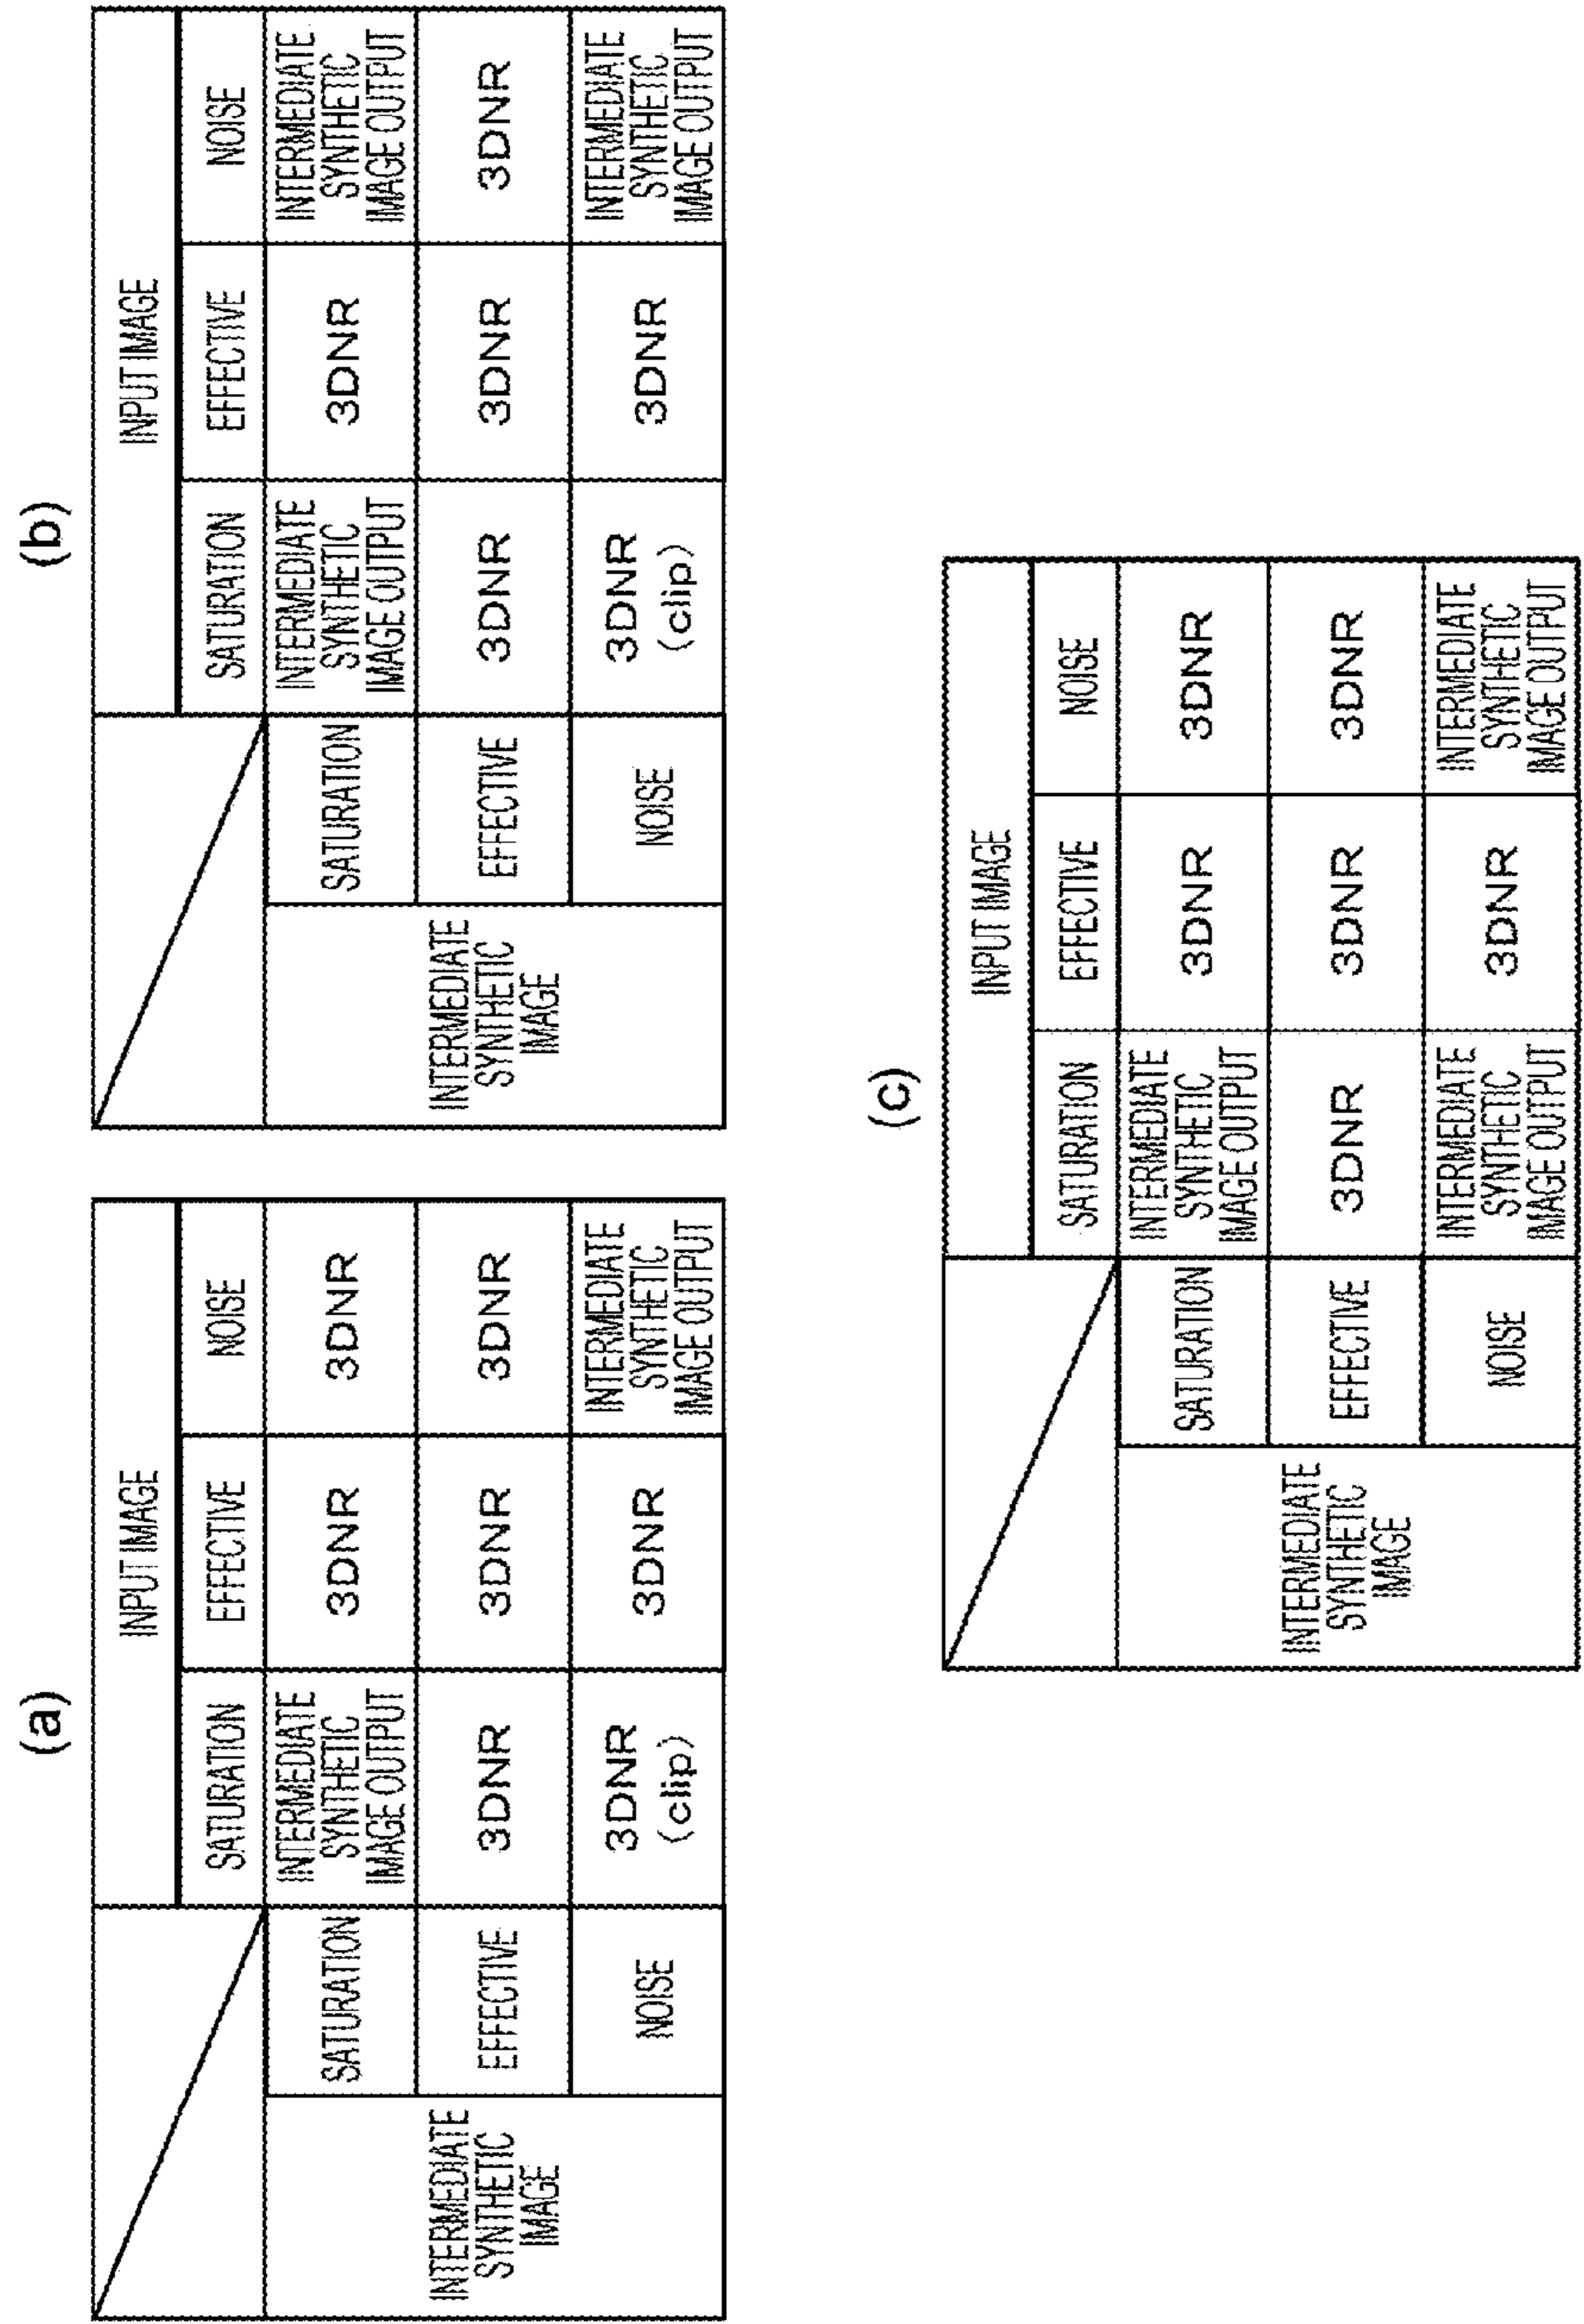 (a)
INPUT IMAGE
SATURATION
EFFECTIVE
NOISE
INTERMEDIATE
SYNTHETIC
IMAGE
SATURATION
INTERMEDIATE
SYNTHETIC
IMAGE OUTPUT
3DNR
3DNR
EFFECTIVE
3DNR
3DNR
3DNR
NOISE
3DNR
(clip)
3DNR
INTERMEDIATE
SYNTHETIC
IMAGE OUTPUT
(b)
INPUT IMAGE
SATURATION
EFFECTIVE
NOISE
INTERMEDIATE
SYNTHETIC
IMAGE
SATURATION
INTERMEDIATE
SYNTHETIC
IMAGE OUTPUT
3DNR
INTERMEDIATE
SYNTHETIC
IMAGE OUTPUT
EFFECTIVE
3DNR
3DNR
3DNR
NOISE
3DNR
(clip)
3DNR
INTERMEDIATE
SYNTHETIC
IMAGE OUTPUT
(c)
INPUT IMAGE
SATURATION
EFFECTIVE
NOISE
INTERMEDIATE
SYNTHETIC
IMAGE
SATURATION
INTERMEDIATE
SYNTHETIC
IMAGE OUTPUT
3DNR
3DNR
EFFECTIVE
3DNR
3DNR
3DNR
NOISE
INTERMEDIATE
SYNTHETIC
IMAGE OUTPUT
3DNR
INTERMEDIATE
SYNTHETIC
IMAGE OUTPUT